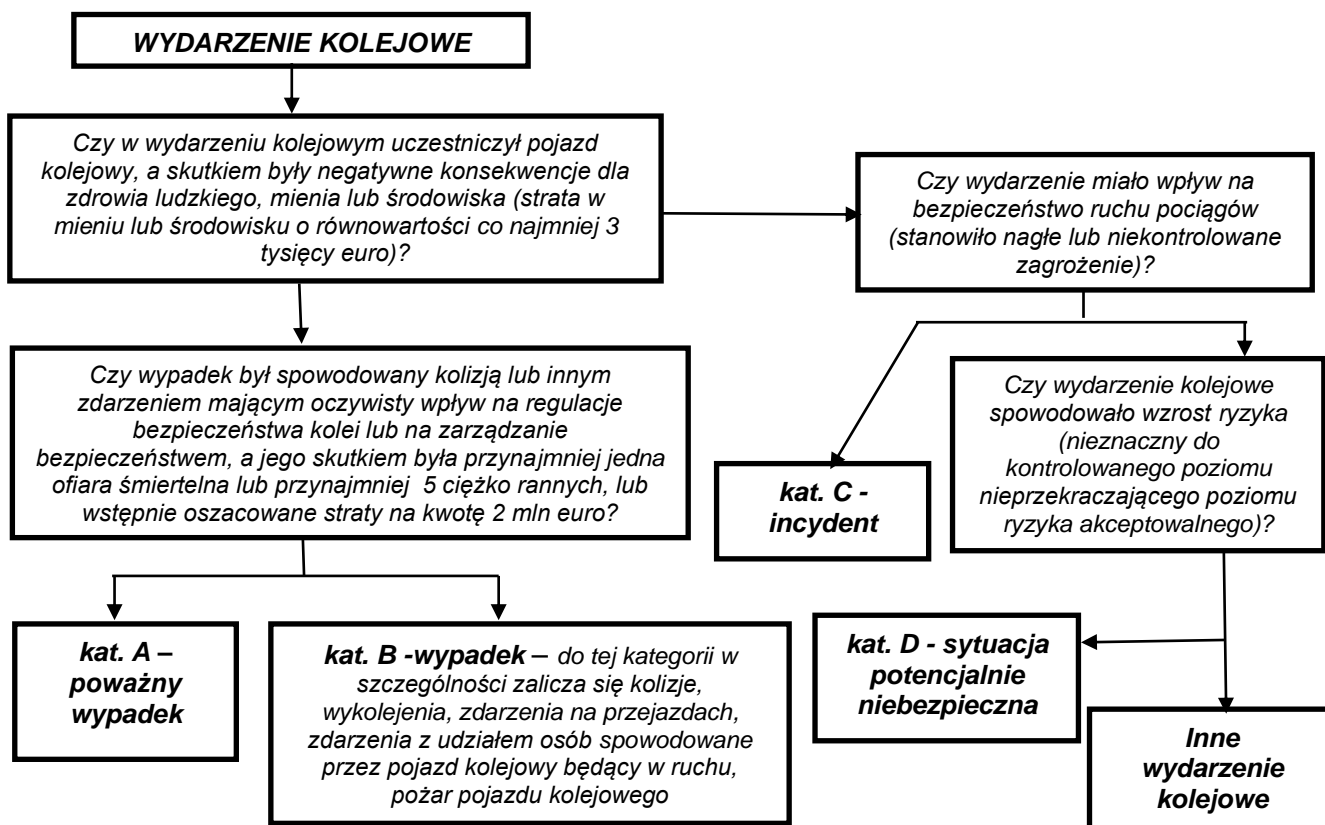 WYDARZENIE KOLEJOWE
Czy w wydarzeniu kolejowym uczestniczył pojazd
kolejowy, a skutkiem były negatywne konsekwencje dla
zdrowia ludzkiego, mienia lub środowiska (strata w
mieniu lub środowisku o równowartości co najmniej 3
tysięcy euro)?
Czy wydarzenie miało wpływ na
bezpieczeństwo ruchu pociągów
(stanowiło nagłe lub niekontrolowane
zagrożenie)?
Czy wypadek był spowodowany kolizją lub innym
zdarzeniem mającym oczywisty wpływ na regulacje
bezpieczeństwa kolei lub na zarządzanie
bezpieczeństwem, a jego skutkiem była przynajmniej jedna
ofiara śmiertelna lub przynajmniej 5 ciężko rannych, lub
wstępnie oszacowane straty na kwotę 2 mln euro?
Czy wydarzenie kolejowe
spowodowało wzrost ryzyka
(nieznaczny do
kontrolowanego poziomu
nieprzekraczającego poziomu
ryzyka akceptowalnego)?
kat. C -
incydent
kat. A –
poważny
wypadek
kat. B -wypadek – do tej kategorii w
szczególności zalicza się kolizje,
wykolejenia, zdarzenia na przejazdach,
zdarzenia z udziałem osób spowodowane
przez pojazd kolejowy będący w ruchu,
pożar pojazdu kolejowego
kat. D - sytuacja
potencjalnie
niebezpieczna
Inne
wydarzenie
kolejowe